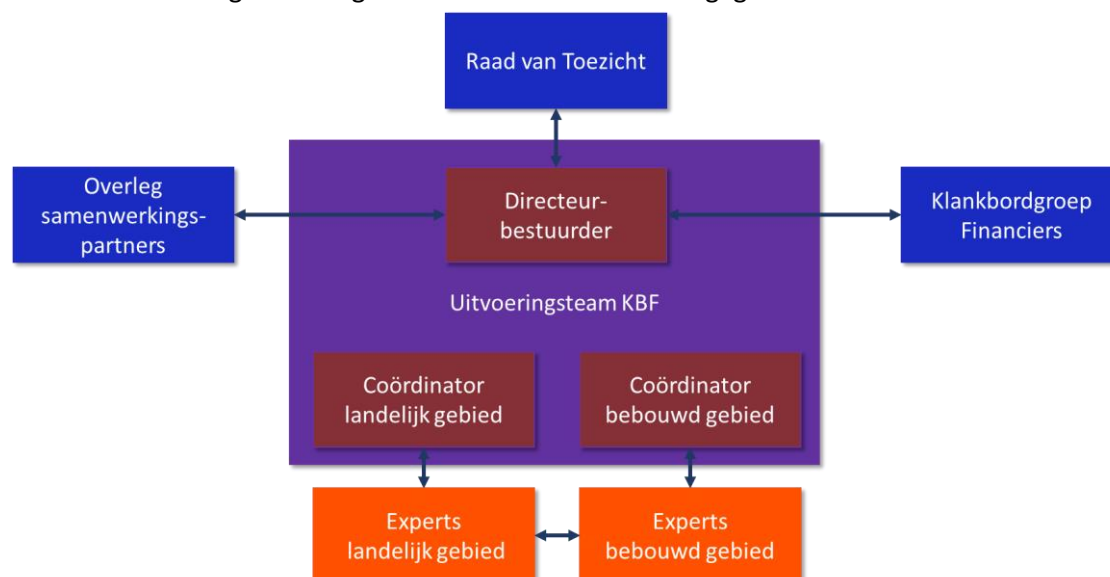 Raad van Toezicht
Overleg
samenwerkings-
partners
Directeur-
bestuurder
Klankbordgroep
Financiers
Uitvoeringsteam KBF
Coördinator
landelijk gebied
Coördinator
bebouwd gebied
Experts
landelijk gebied
Experts
bebouwd gebied